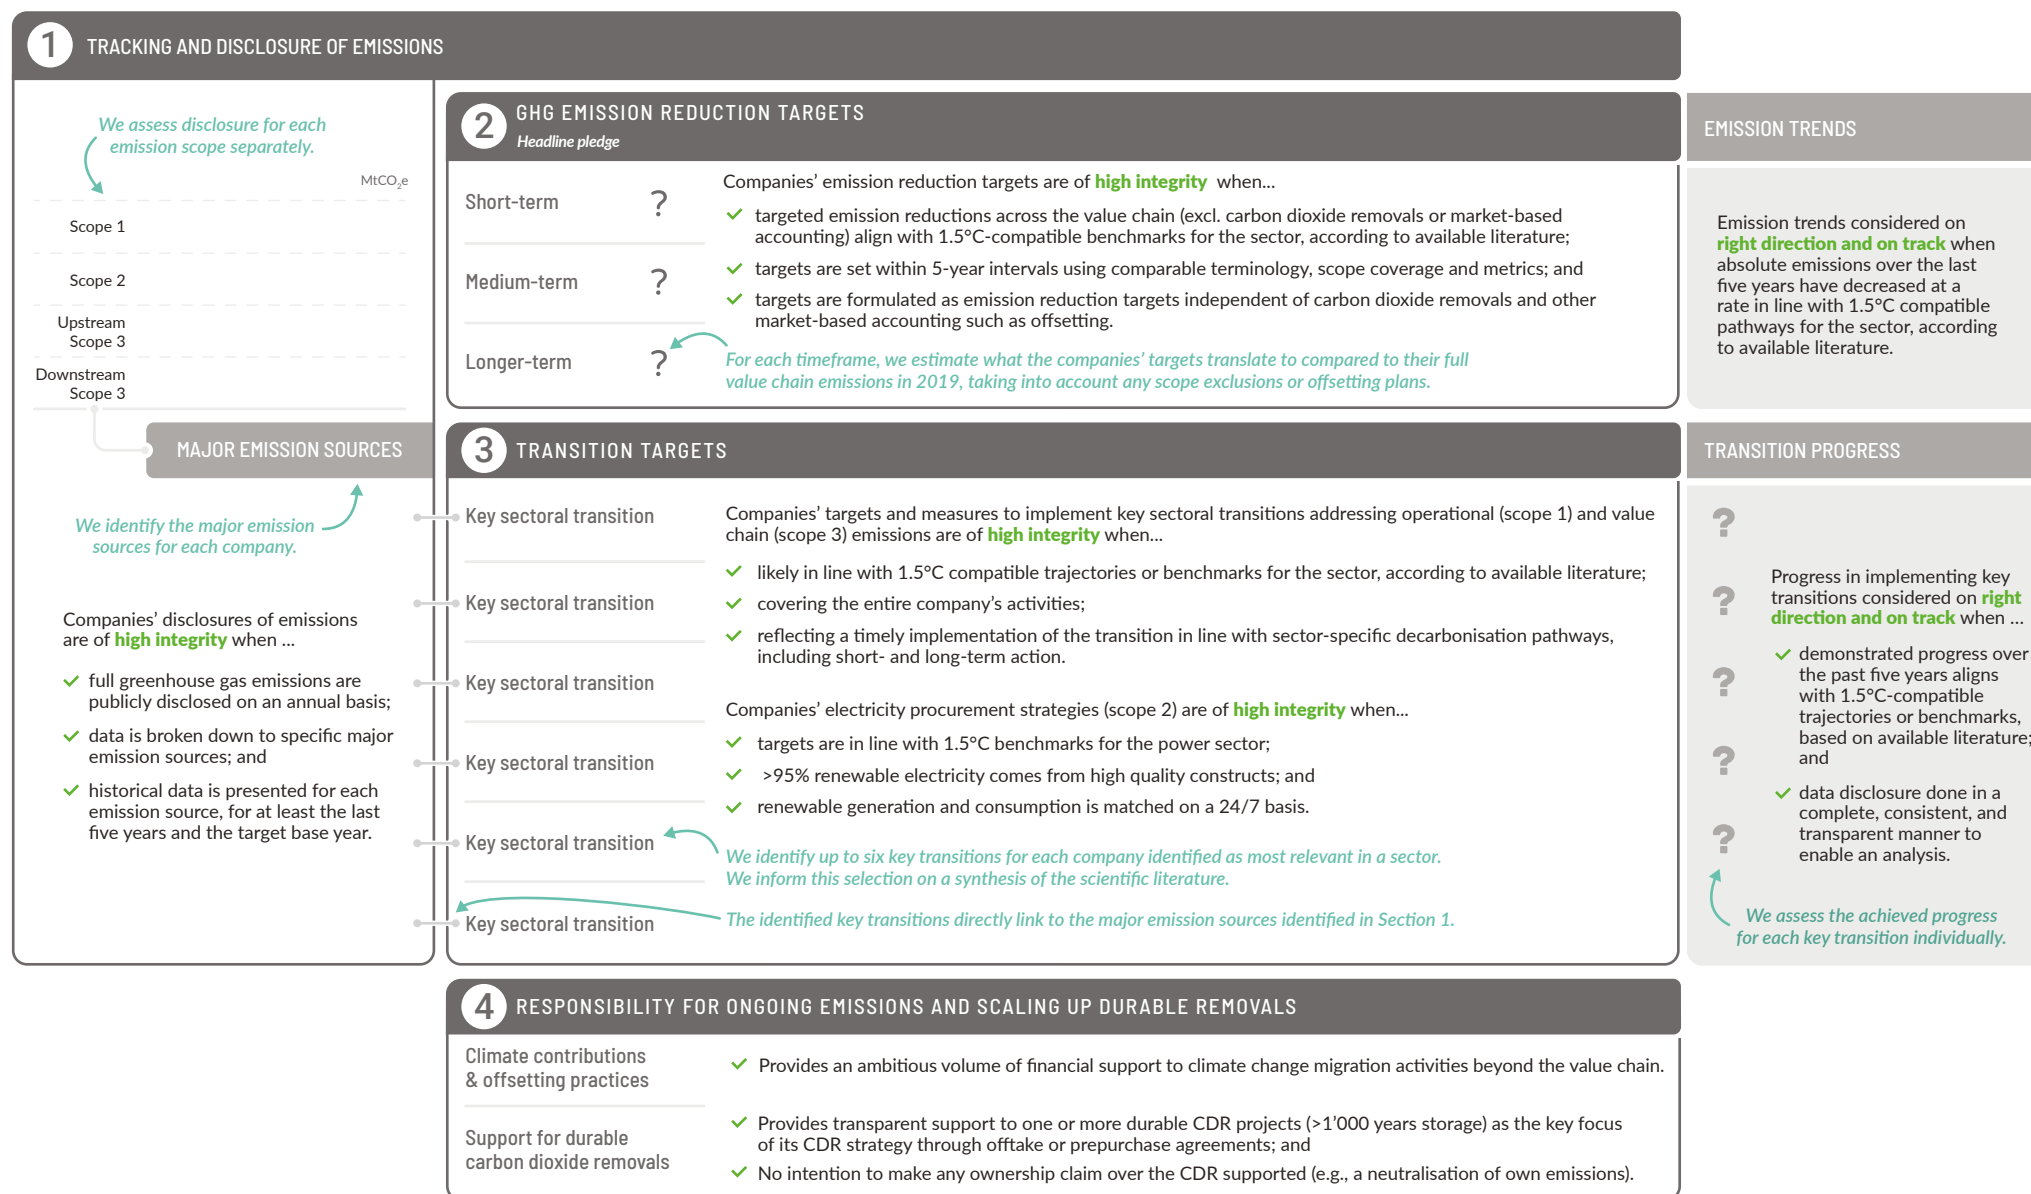 1 TRACKING AND DISCLOSURE OF EMISSIONS
We assess disclosure for each
emission scope separately.
MtCO2e
Scope 1
Scope 2
Upstream
Scope 3
Downstream
Scope 3
MAJOR EMISSION SOURCES
We identify the major emission
sources for each company.
Companies’ disclosures of emissions
are of high integrity when ...
full greenhouse gas emissions are
publicly disclosed on an annual basis;
data is broken down to specific major
emission sources; and
historical data is presented for each
emission source, for at least the last
five years and the target base year.
2 GHG EMISSION REDUCTION TARGETS
Headline pledge
Short-term ?
Medium-term ?
Longer-term ?
Companies’ emission reduction targets are of high integrity when...
targeted emission reductions across the value chain (excl. carbon dioxide removals or market-based
accounting) align with 1.5°C-compatible benchmarks for the sector, according to available literature;
targets are set within 5-year intervals using comparable terminology, scope coverage and metrics; and
targets are formulated as emission reduction targets independent of carbon dioxide removals and other
market-based accounting such as offsetting.
For each timeframe, we estimate what the companies’ targets translate to compared to their full
value chain emissions in 2019, taking into account any scope exclusions or offsetting plans.
EMISSION TRENDS
Emission trends considered on
right direction and on track when
absolute emissions over the last
five years have decreased at a
rate in line with 1.5°C compatible
pathways for the sector, according
to available literature.
3 TRANSITION TARGETS
Key sectoral transition
Key sectoral transition
Key sectoral transition
Key sectoral transition
Key sectoral transition
Key sectoral transition
Companies’ targets and measures to implement key sectoral transitions addressing operational (scope 1) and value
chain (scope 3) emissions are of high integrity when...
likely in line with 1.5°C compatible trajectories or benchmarks for the sector, according to available literature;
covering the entire company’s activities;
reflecting a timely implementation of the transition in line with sector-specific decarbonisation pathways,
including short- and long-term action.
Companies’ electricity procurement strategies (scope 2) are of high integrity when...
targets are in line with 1.5°C benchmarks for the power sector;
>95% renewable electricity comes from high quality constructs; and
renewable generation and consumption is matched on a 24/7 basis.
We identify up to six key transitions for each company identified as most relevant in a sector.
We inform this selection on a synthesis of the scientific literature.
The identified key transitions directly link to the major emission sources identified in Section 1.
TRANSITION PROGRESS
?
?
?
?
?
Progress in implementing key
transitions considered on right
direction and on track when ...
demonstrated progress over
the past five years aligns
with 1.5°C-compatible
trajectories or benchmarks,
based on available literature;
and
data disclosure done in a
complete, consistent, and
transparent manner to
enable an analysis.
We assess the achieved progress
for each key transition individually.
4 RESPONSIBILITY FOR ONGOING EMISSIONS AND SCALING UP DURABLE REMOVALS
Climate contributions
& offsetting practices
Provides an ambitious volume of financial support to climate change migration activities beyond the value chain.
Support for durable
carbon dioxide removals
Provides transparent support to one or more durable CDR projects (>1’000 years storage) as the key focus
of its CDR strategy through offtake or prepurchase agreements; and
No intention to make any ownership claim over the CDR supported (e.g., a neutralisation of own emissions).